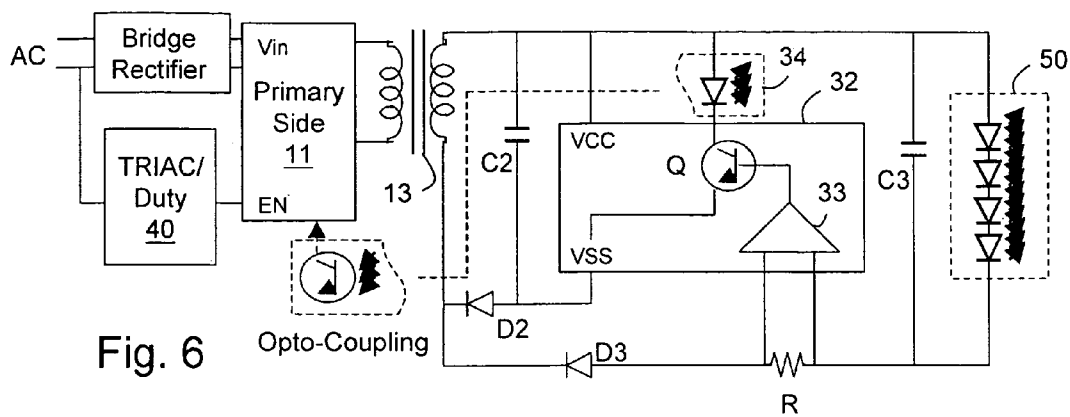 AC
Bridge
Rectifier
Vin
Primary
Side
11
EN
TRIAC/
Duty
40
13
C2
VCC
VSS
Q
34
32
33
C3
50
D2
D3
R
Opto-Coupling
Fig. 6